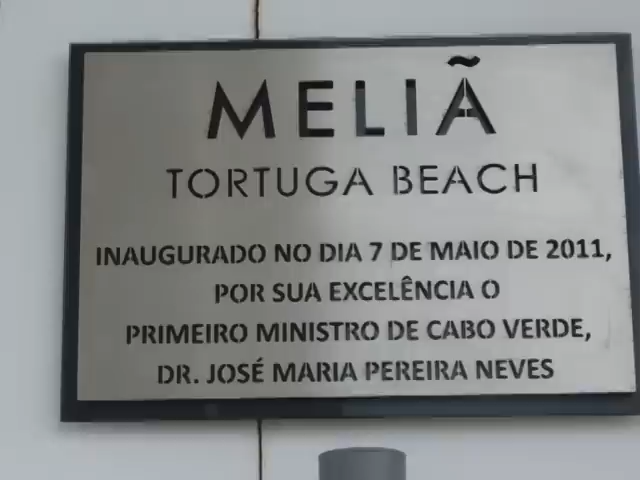 MELIÃ
TORTUGA BEACH
INAUGURADO NO DIA 7 DE MAIO DE 2011,
POR SUA EXCELÊNCIA O
PRIMEIRO MINISTRO DE CABO VERDE,
DR. JOSÉ MARIA PEREIRA NEVES